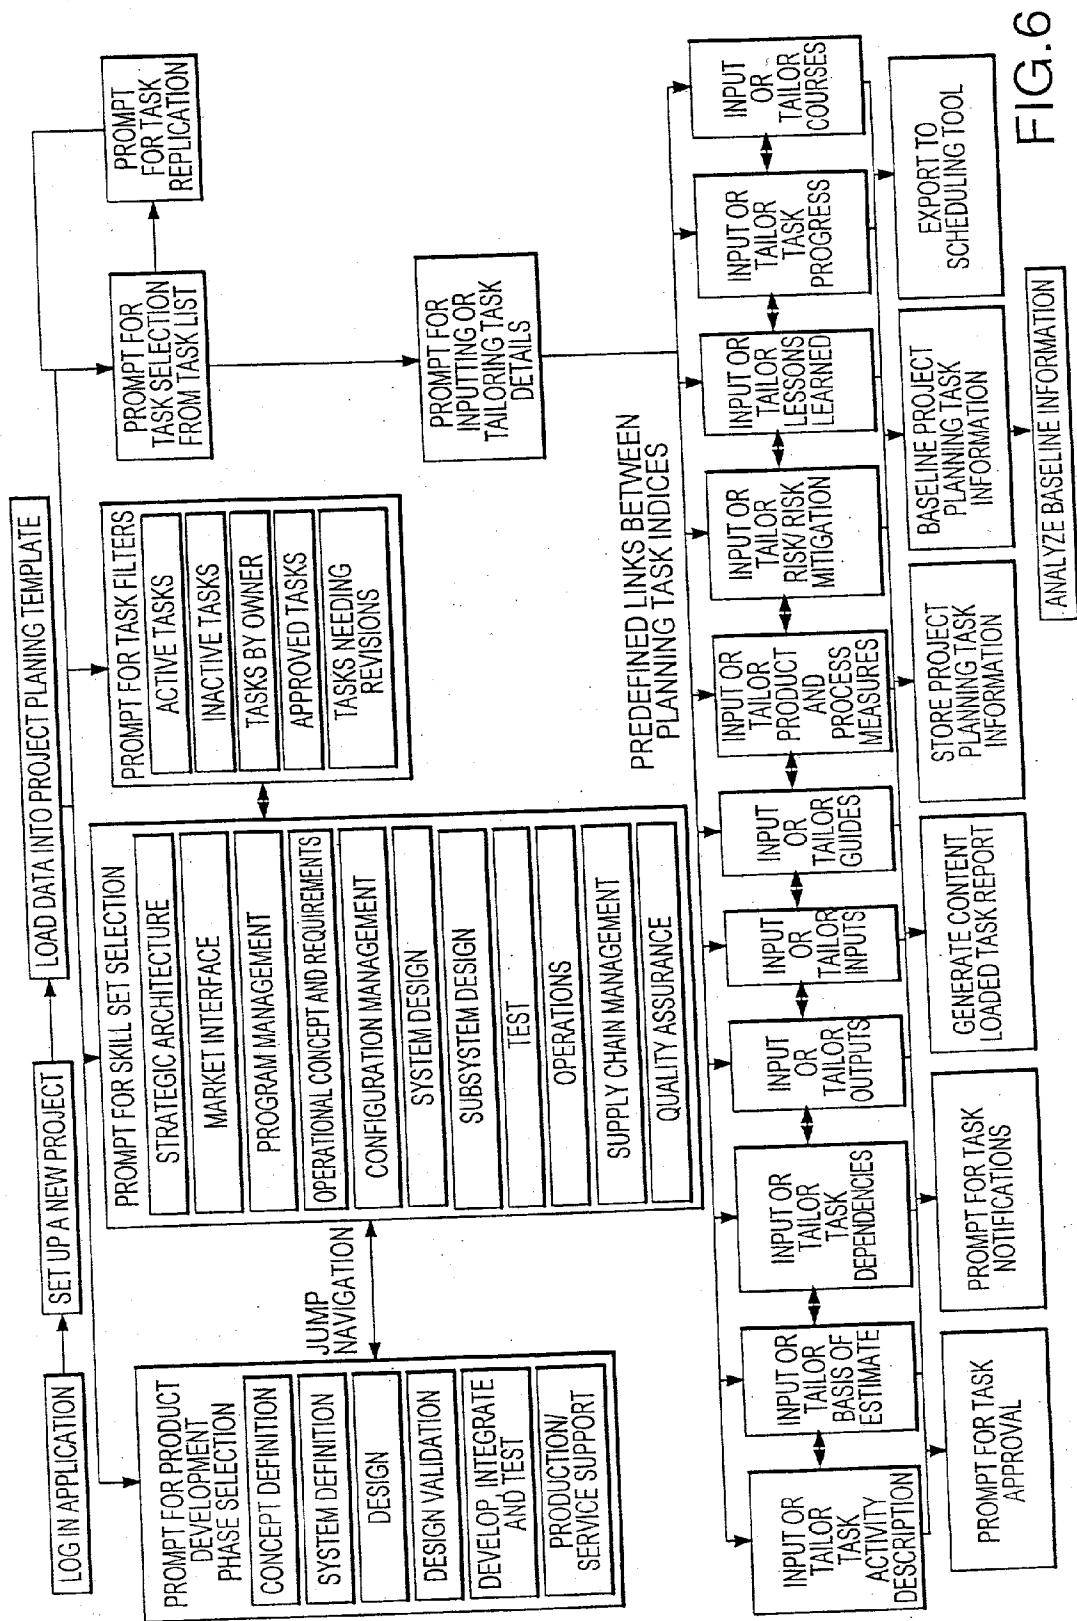 LOG IN APPLICATION
SET UP A NEW PROJECT
LOAD DATA INTO PROJECT PLANING TEMPLATE
PROMPT FOR PRODUCT
DEVELOPMENT
PHASE SELECTION
CONCEPT DEFINITION
SYSTEM DEFINITION
DESIGN
DESIGN VALIDATION
DEVELOP, INTEGRATE
AND TEST
PRODUCTION/
SERVICE SUPPORT
JUMP
NAVIGATION
PROMPT FOR SKILL SET SELECTION
STRATEGIC ARCHITECTURE
MARKET INTERFACE
PROGRAM MANAGEMENT
OPERATIONAL CONCEPT AND REQUIREMENTS
CONFIGURATION MANAGEMENT
SYSTEM DESIGN
SUBSYSTEM DESIGN
TEST
OPERATIONS
SUPPLY CHAIN MANAGEMENT
QUALITY ASSURANCE
PROMPT FOR TASK FILTERS
ACTIVE TASKS
INACTIVE TASKS
TASKS BY OWNER
APPROVED TASKS
TASKS NEEDING
REVISIONS
PROMPT FOR
TASK SELECTION
FROM TASK LIST
PROMPT
FOR TASK
REPLICATION
PROMPT FOR
INPUTTING OR
TAILORING TASK
DETAILS
PREDEFINED LINKS BETWEEN
PLANNING TASK INDICES
INPUT OR
TAILOR
TASK
ACTIVITY
DESCRIPTION
INPUT OR
TAILOR
BASIS OF
ESTIMATE
INPUT OR
TAILOR
TASK
DEPENDENCIES
INPUT
OR
TAILOR
OUTPUTS
INPUT
OR
TAILOR
INPUTS
INPUT
OR
TAILOR
GUIDES
INPUT OR
TAILOR
PRODUCT
AND
PROCESS
MEASURES
INPUT OR
TAILOR
RISK/RISK
MITIGATION
INPUT OR
TAILOR
LESSONS
LEARNED
INPUT OR
TAILOR
TASK
PROGRESS
INPUT
OR
TAILOR
COURSES
PROMPT FOR TASK
APPROVAL
PROMPT FOR TASK
NOTIFICATIONS
GENERATE CONTENT
LOADED TASK REPORT
STORE PROJECT
PLANNING TASK
INFORMATION
BASELINE PROJECT
PLANNING TASK
INFORMATION
EXPORT TO
SCHEDULING TOOL
ANALYZE BASELINE INFORMATION
FIG.6